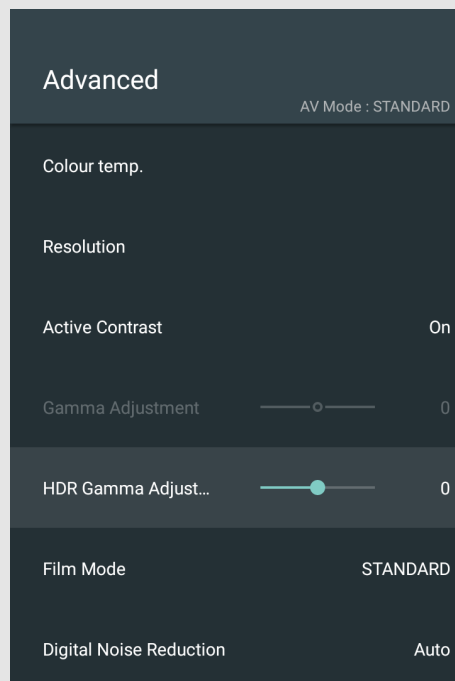 Advanced
AV Mode : STANDARD
Colour temp.
Resolution
Active Contrast On
Gamma Adjustment 0
HDR Gamma Adjust... 0
Film Mode STANDARD
Digital Noise Reduction Auto